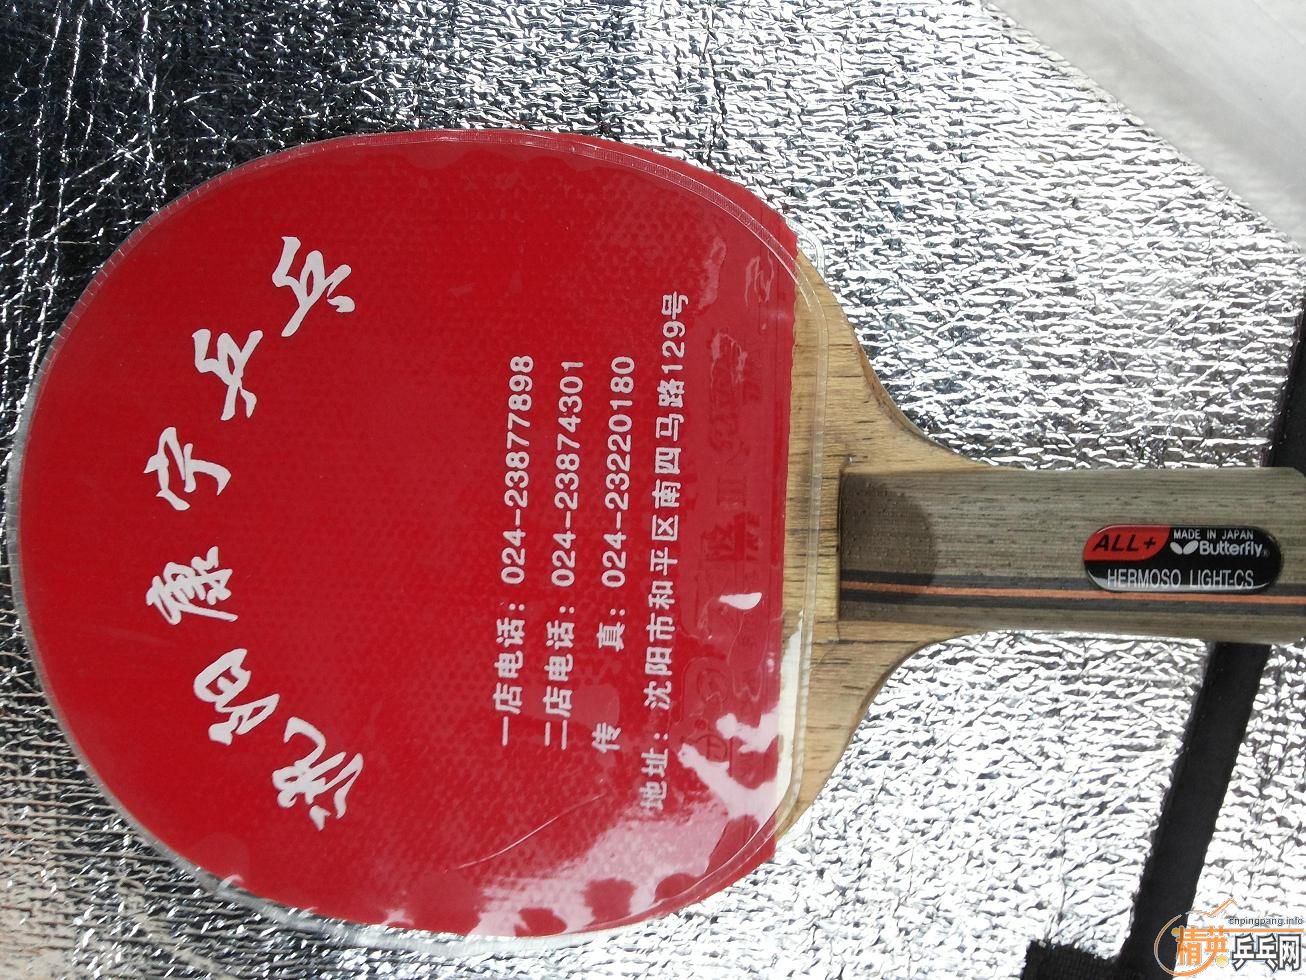 沈阳康宁乒乓
一店电话：024-23877898
二店电话：024-23874301
传 真：024-23220180
地址：沈阳市和平区南四马路129号
ALL+
MADE IN JAPAN
Butterfly
HERMOSO LIGHT-CS
cnpingpang.info
精英乒乓网